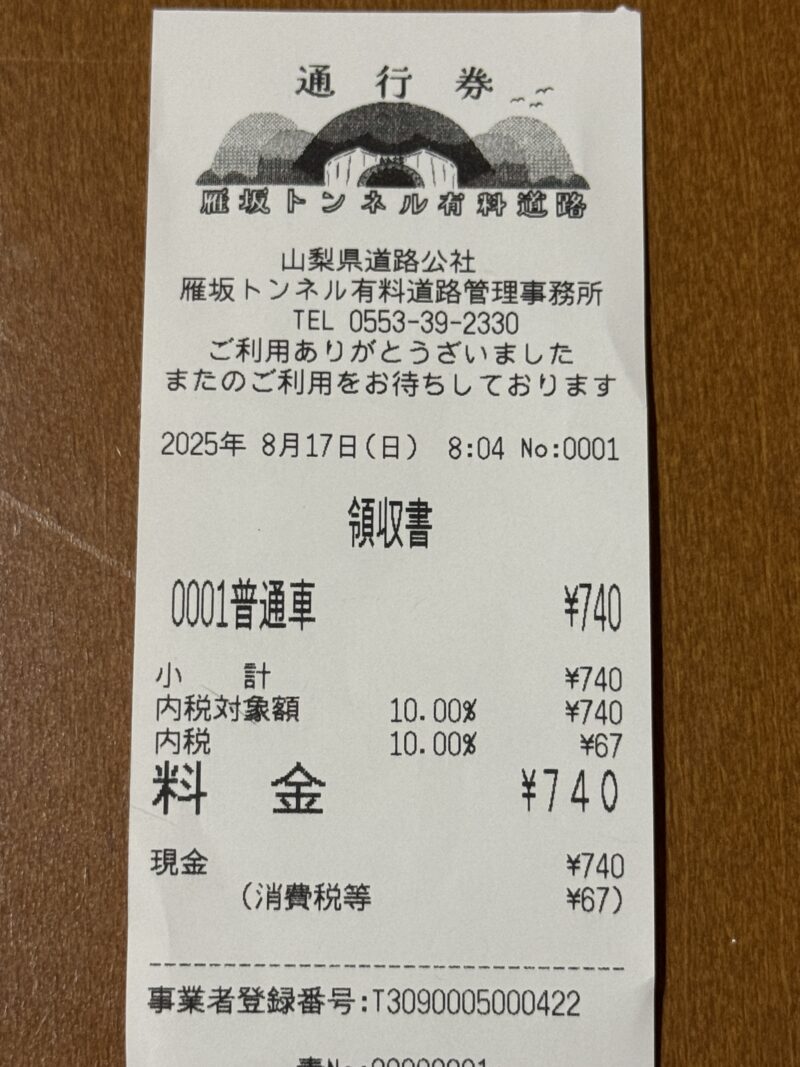 通行券
雁坂トンネル有料道路
山梨県道路公社
雁坂トンネル有料道路管理事務所
TEL 0553-39-2330
ご利用ありがとうざいました
またのご利用をお待ちしております
2025年 8月17日(日) 8:04 No:0001
領収書
0001普通車 ¥740
小 計 ¥740
内税対象額 10.00% ¥740
内税 10.00% ¥67
料 金 ¥740
現金 ¥740
(消費税等 ¥67)
事業者登録番号:T3090005000422